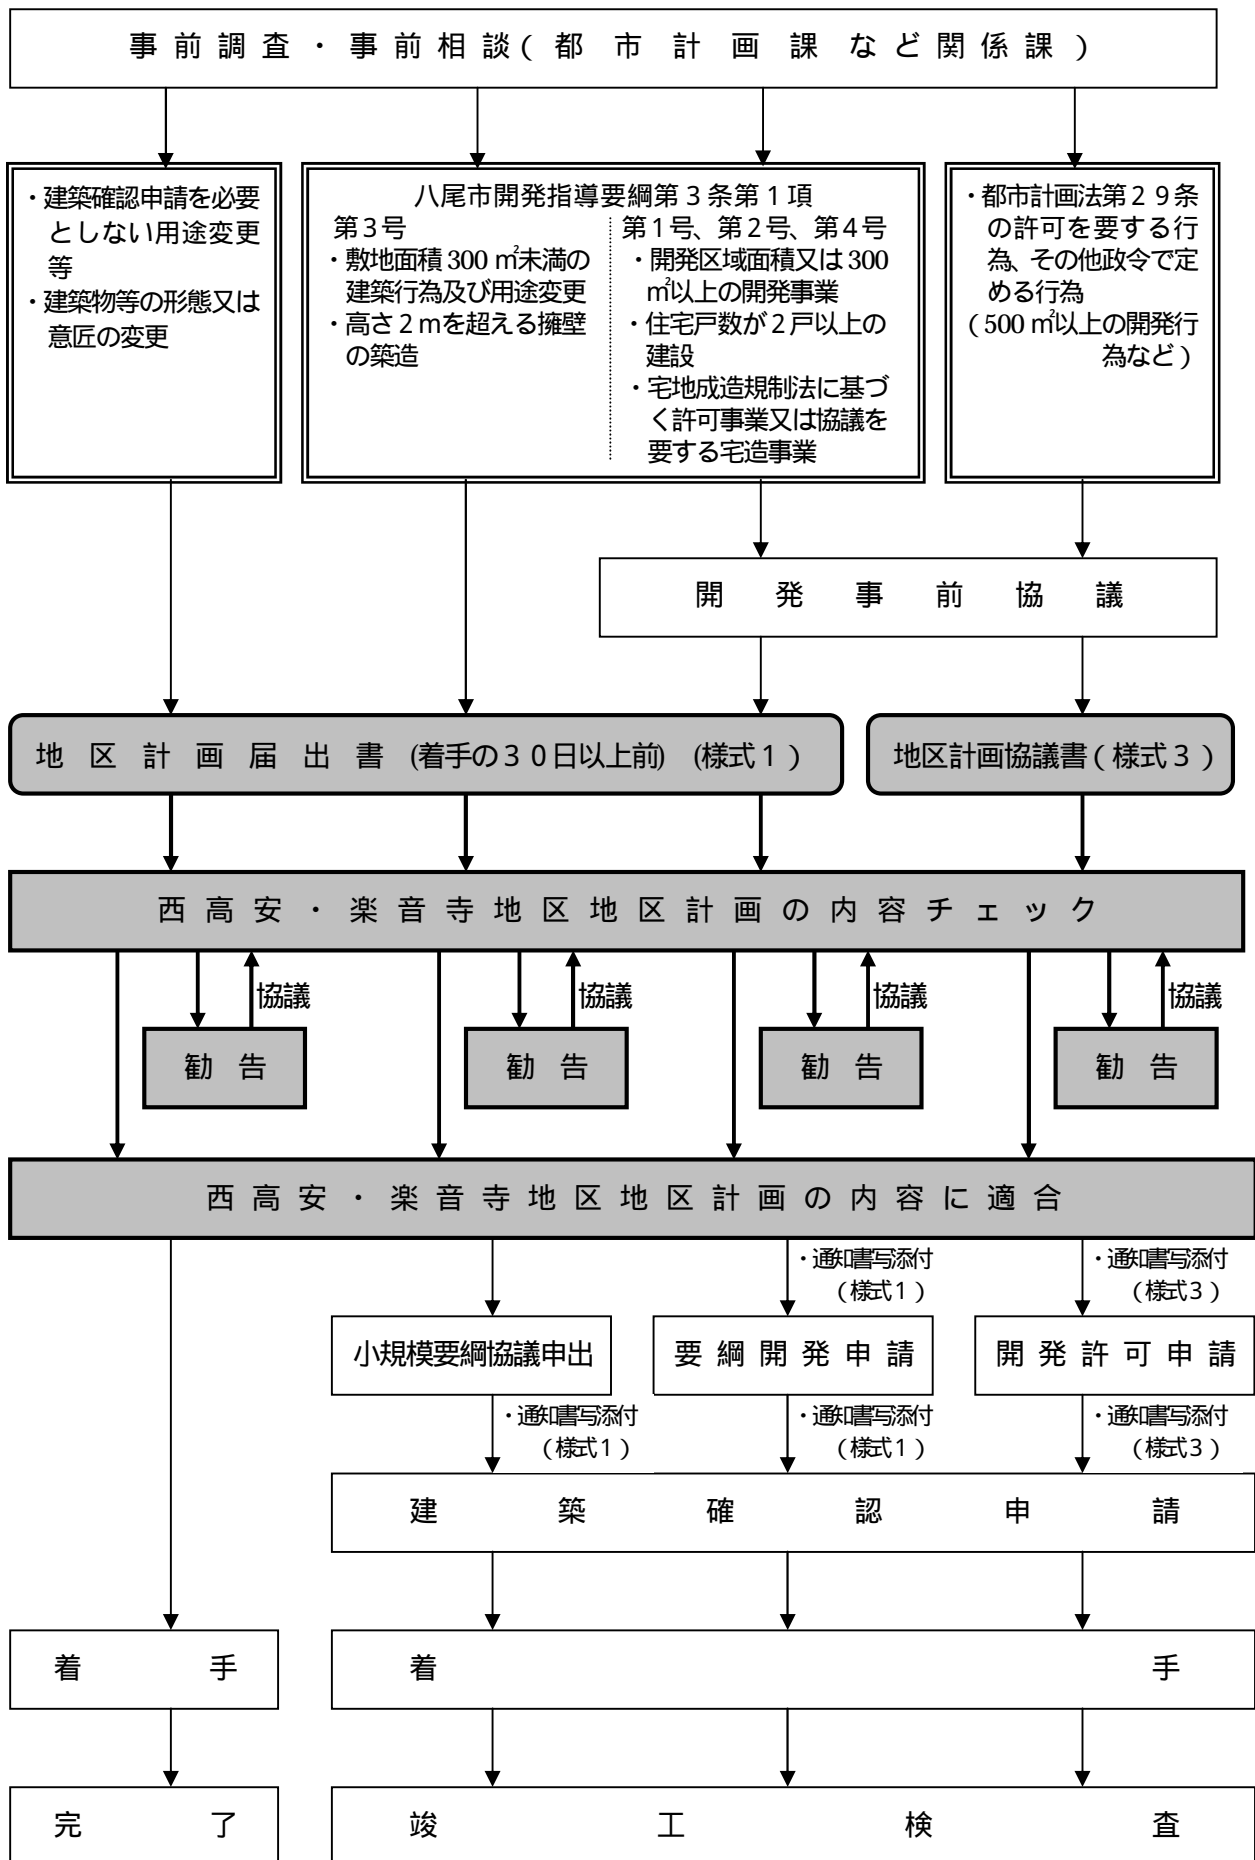 事前調査・事前相談(都市計画課など関係課)
・建築確認申請を必要
としない用途変更
等
・建築物等の形態又は
意匠の変更
八尾市開発指導要綱第3条第1項
第3号
・敷地面積300㎡未満の
建築行為及び用途変更
・高さ2mを超える擁壁
の築造
第1号、第2号、第4号
・開発区域面積又は300
㎡以上の開発事業
・住宅戸数が2戸以上の
建設
・宅地成造規制法に基づ
く許可事業又は協議を
要する宅造事業
・都市計画法第29条
の許可を要する行
為、その他政令で定
める行為
(500㎡以上の開発行
為など)
開発事前協議
地区計画届出書(着手の30日以上前)(様式1)
地区計画協議書(様式3)
西高安・楽音寺地区地区計画の内容チェック
協議
協議
協議
協議
勧告
勧告
勧告
勧告
西高安・楽音寺地区地区計画の内容に適合
・通知書写添付
(様式1)
・通知書写添付
(様式3)
小規模要綱協議申出
要綱開発申請
開発許可申請
・通知書写添付
(様式1)
・通知書写添付
(様式1)
・通知書写添付
(様式3)
建築確認申請
着手
着手
完了
竣工検査